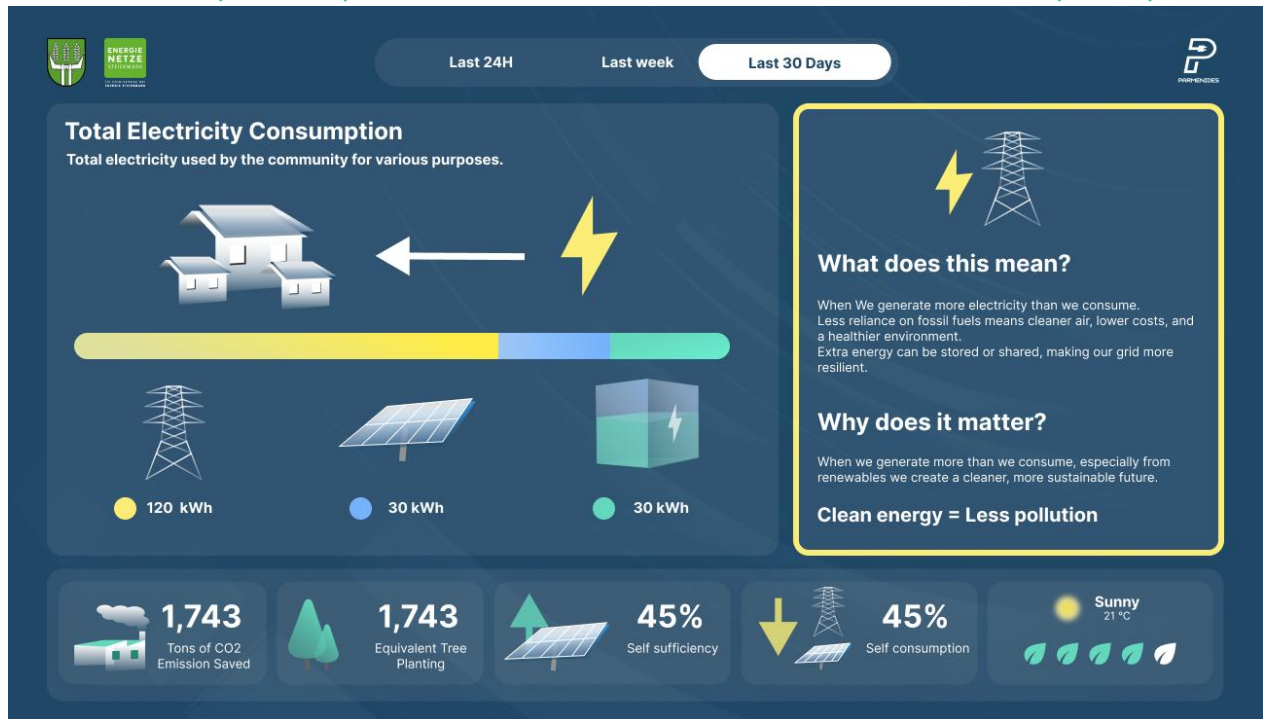 ENERGIE
NETZE
STEIERMARK
Last 24H
Last week
Last 30 Days
PARMENIDES
Total Electricity Consumption
Total electricity used by the community for various purposes.
120 kWh
30 kWh
30 kWh
What does this mean?
When We generate more electricity than we consume.
Less reliance on fossil fuels means cleaner air, lower costs, and
a healthier environment.
Extra energy can be stored or shared, making our grid more
resilient.
Why does it matter?
When we generate more than we consume, especially from
renewables we create a cleaner, more sustainable future.
Clean energy = Less pollution
1,743
Tons of CO2
Emission Saved
1,743
Equivalent Tree
Planting
45%
Self sufficiency
45%
Self consumption
Sunny
21 °C